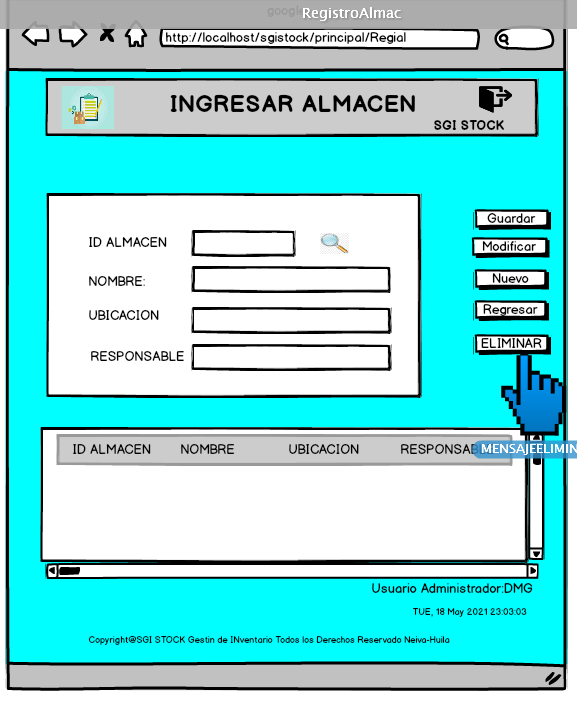 google
RegistroAlmac
http://localhost/sgistock/principal/Regial
INGRESAR ALMACEN
SGI STOCK
Guardar
ID ALMACEN
Modificar
NOMBRE:
Nuevo
UBICACION
Regresar
RESPONSABLE
ELIMINAR
ID ALMACEN NOMBRE UBICACION RESPONSAB
MENSAJEELIMIN
Usuario Administrador:DMG
TUE, 18 May 2021 23:03:03
Copyright@SGI STOCK Gestin de INventario Todos los Derechos Reservado Neiva-Huila